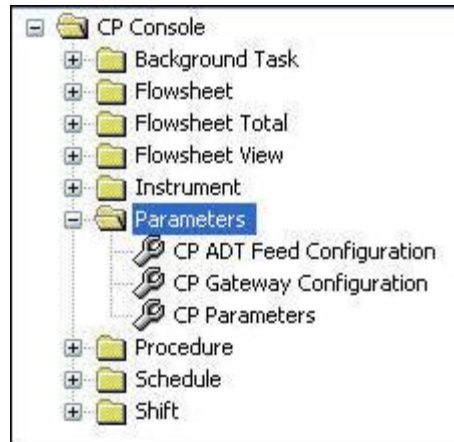 CP Console
Background Task
Flowsheet
Flowsheet Total
Flowsheet View
Instrument
Parameters
CP ADT Feed Configuration
CP Gateway Configuration
CP Parameters
Procedure
Schedule
Shift